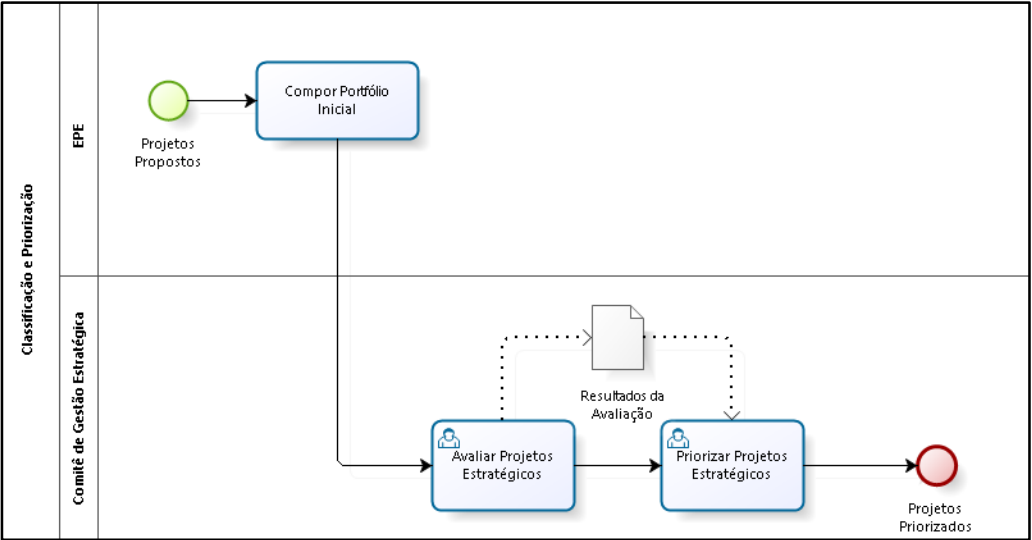 Classificação e Priorização
EPE
Projetos
Propostos
Compor Portfólio
Inicial
Comitê de Gestão Estratégica
Resultados da
Avaliação
Avaliar Projetos
Estratégicos
Priorizar Projetos
Estratégicos
Projetos
Priorizados